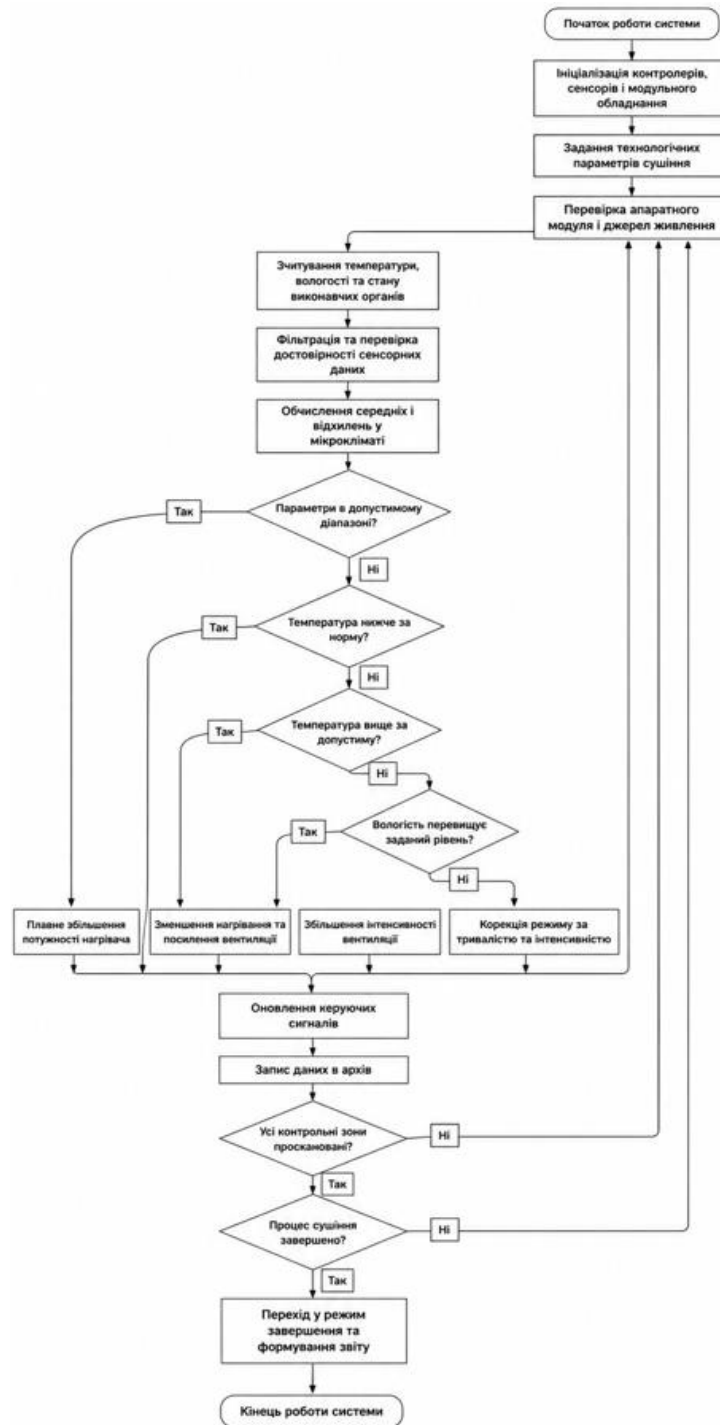 Початок роботи системи
Ініціалізація контролерів,
сенсорів і модульного
обладнання
Задання технологічних
параметрів сушіння
Перевірка апаратного
модуля і джерел живлення
Зчитування температури,
вологості та стану
виконавчих органів
Фільтрація та перевірка
достовірності сенсорних
даних
Обчислення середніх і
відхилень у
мікрокліматі
Параметри в допустимому
діапазоні?
Так
Ні
Температура нижче за
норму?
Так
Ні
Температура вище за
допустиму?
Так
Ні
Вологість перевищує
заданий рівень?
Так
Ні
Плавне збільшення
потужності нагрівача
Зменшення нагрівання та
посилення вентиляції
Збільшення інтенсивності
вентиляції
Корекція режиму за
тривалістю та інтенсивністю
Оновлення керуючих
сигналів
Запис даних в архів
Усі контрольні зони
проскановані?
Ні
Так
Процес сушіння
завершено?
Ні
Так
Перехід у режим
завершення та
формування звіту
Кінець роботи системи